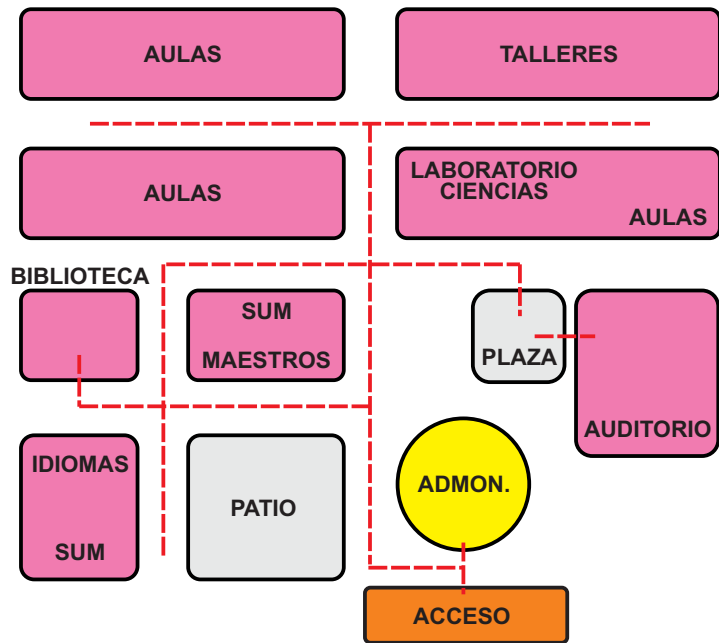 AULAS
TALLERES
AULAS
LABORATORIO
CIENCIAS
AULAS
BIBLIOTECA
SUM
MAESTROS
PLAZA
AUDITORIO
IDIOMAS
SUM
PATIO
ADMON.
ACCESO